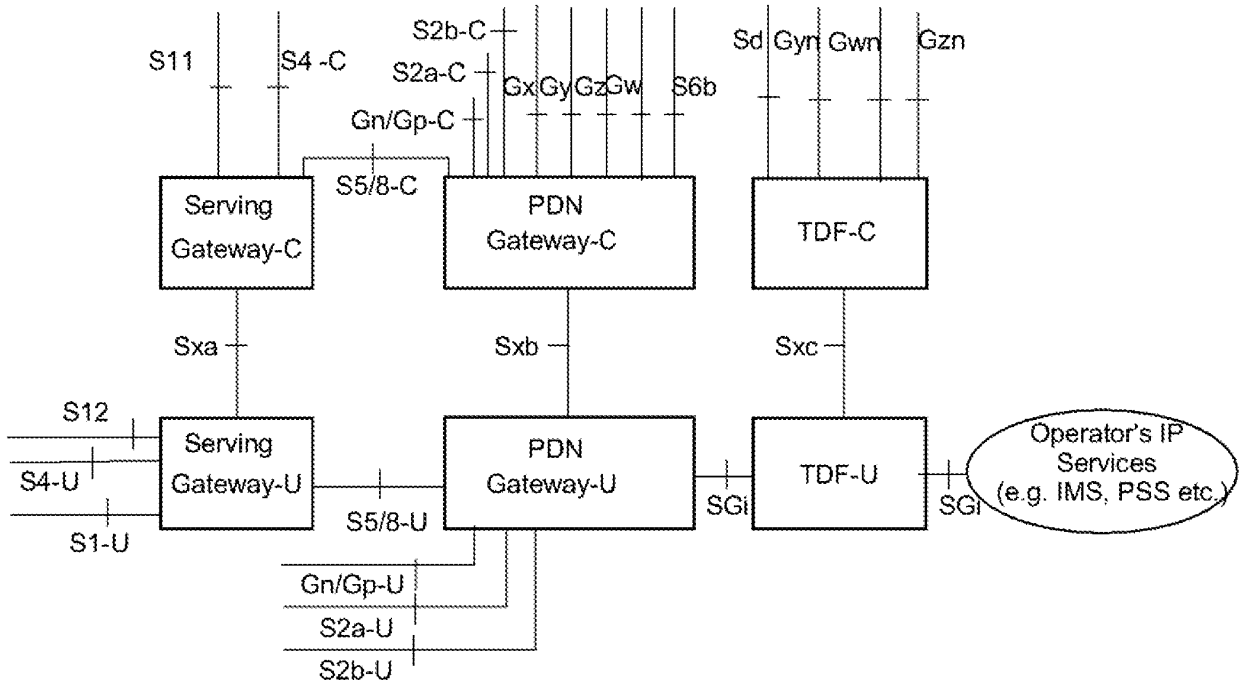 S11
S4 -C
S2b-C
S2a-C
Gn/Gp-C
Gx
Gy
Gz
Gw
S6b
Sd
Gyn
Gwn
Gzn
S5/8-C
Serving
Gateway-C
PDN
Gateway-C
TDF-C
Sxa
Sxb
Sxc
S12
S4-U
S1-U
Serving
Gateway-U
S5/8-U
PDN
Gateway-U
SGi
TDF-U
SGi
Operator's IP
Services
(e.g. IMS, PSS etc.)
Gn/Gp-U
S2a-U
S2b-U